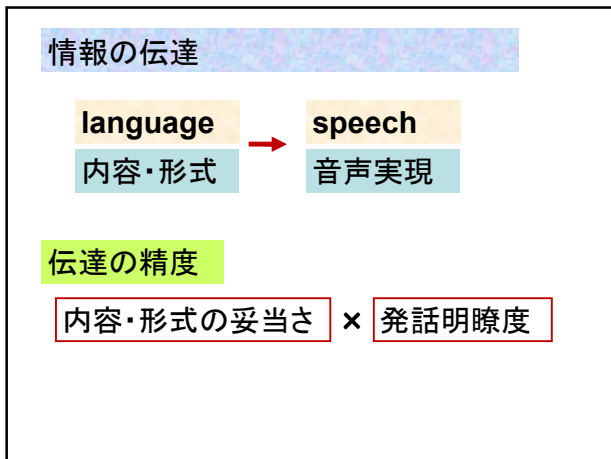 情報の伝達
language → speech
内容・形式 音声実現
伝達の精度
内容・形式の妥当さ × 発話明瞭度